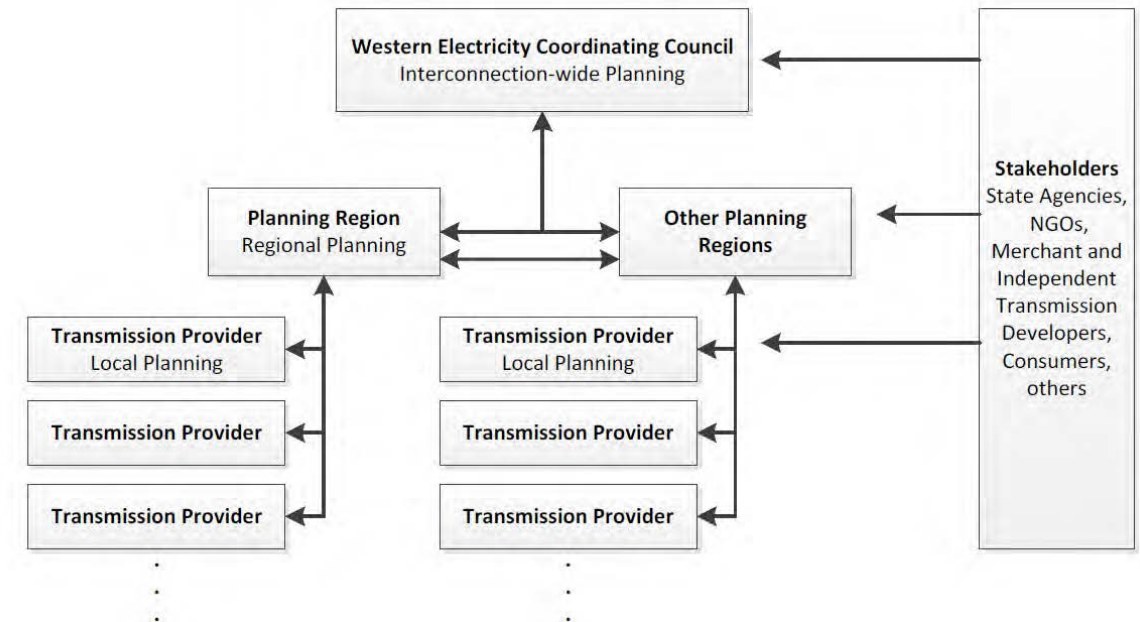 Western Electricity Coordinating Council
Interconnection-wide Planning
Planning Region
Regional Planning
Other Planning
Regions
Transmission Provider
Local Planning
Transmission Provider
Transmission Provider
Transmission Provider
Local Planning
Transmission Provider
Transmission Provider
Stakeholders
State Agencies,
NGOs,
Merchant and
Independent
Transmission
Developers,
Consumers,
others